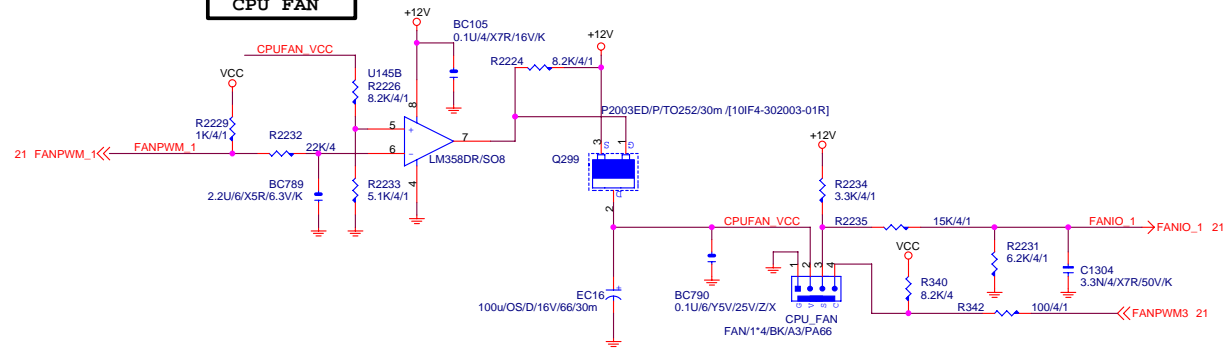 CPU FAN
+12V
BC105
0.1U/4/X7R/16V/K
+12V
R2224
8.2K/4/1
CPUFAN_VCC
VCC
U145B
R2226
8.2K/4/1
8
P2003ED/P/TO252/30m /[10IF4-302003-01R]
R2229
1K/4/1
5
+
7
3
1
S
G
+12V
R2232
21 FANPWM_1
FANPWM_1
22K/4
6
-
LM358DR/SO8
Q299
BC789
2.2U/6/X5R/6.3V/K
R2233
5.1K/4/1
4
D
2
R2234
3.3K/4/1
CPUFAN_VCC
R2235
15K/4/1
FANIO_1
FANIO_1 21
VCC
R2231
6.2K/4/1
1
2
3
4
C1304
3.3N/4/X7R/50V/K
R340
8.2K/4
EC16
100u/OS/D/16V/66/30m
+
BC790
0.1U/6/Y5V/25V/Z/X
G
V
S
C
CPU_FAN
FAN/1*4/BK/A3/PA66
R342
100/4/1
FANPWM3 21